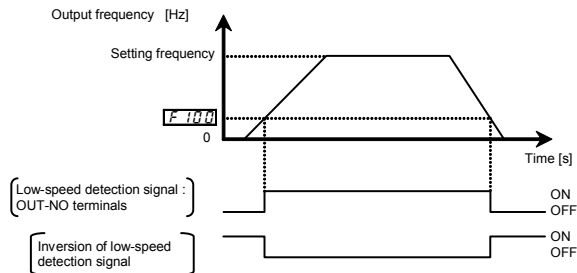 Output frequency [Hz]
Setting frequency
F 100
0
Time [s]
Low-speed detection signal :
OUT-NO terminals
ON
OFF
Inversion of low-speed
detection signal
ON
OFF